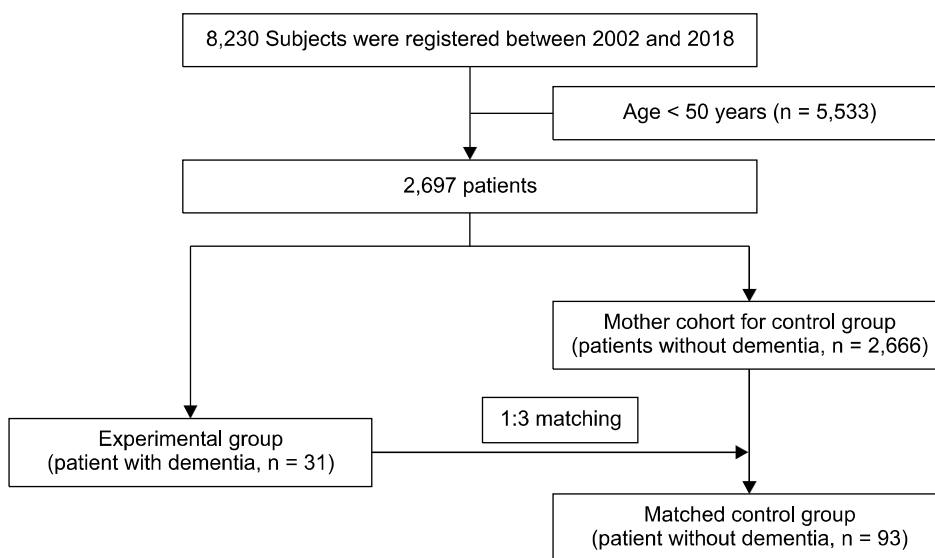 8,230 Subjects were registered between 2002 and 2018
Age < 50 years (n = 5,533)
2,697 patients
Mother cohort for control group
(patients without dementia, n = 2,666)
1:3 matching
Experimental group
(patient with dementia, n = 31)
Matched control group
(patient without dementia, n = 93)